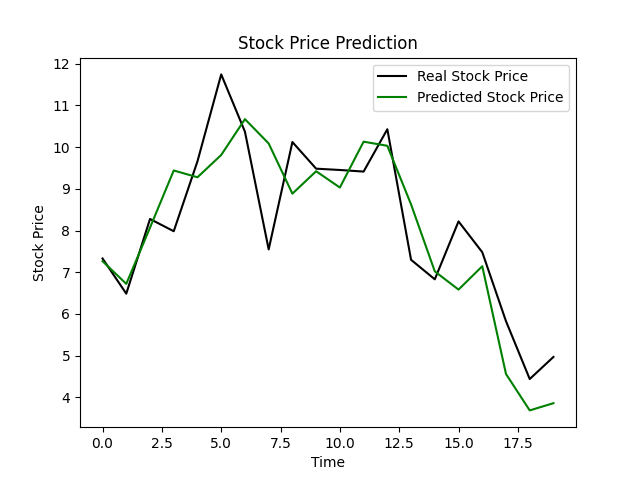 Stock Price Prediction
Real Stock Price
Predicted Stock Price
12
11
10
9
8
7
6
5
4
Stock Price
0.0 2.5 5.0 7.5 10.0 12.5 15.0 17.5
Time